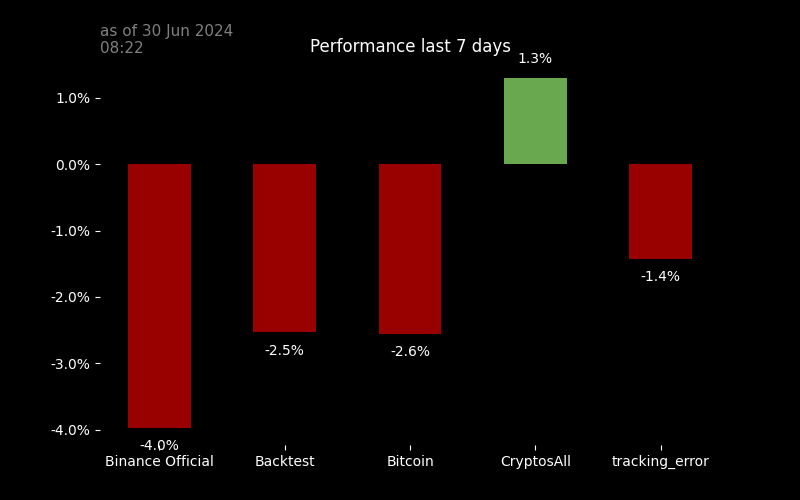 as of 30 Jun 2024
08:22
Performance last 7 days
1.3%
1.0%
0.0%
-1.0%
-1.4%
-2.0%
-2.5%
-2.6%
-3.0%
-4.0%
-4.0%
Binance Official
Backtest
Bitcoin
CryptosAll
tracking_error